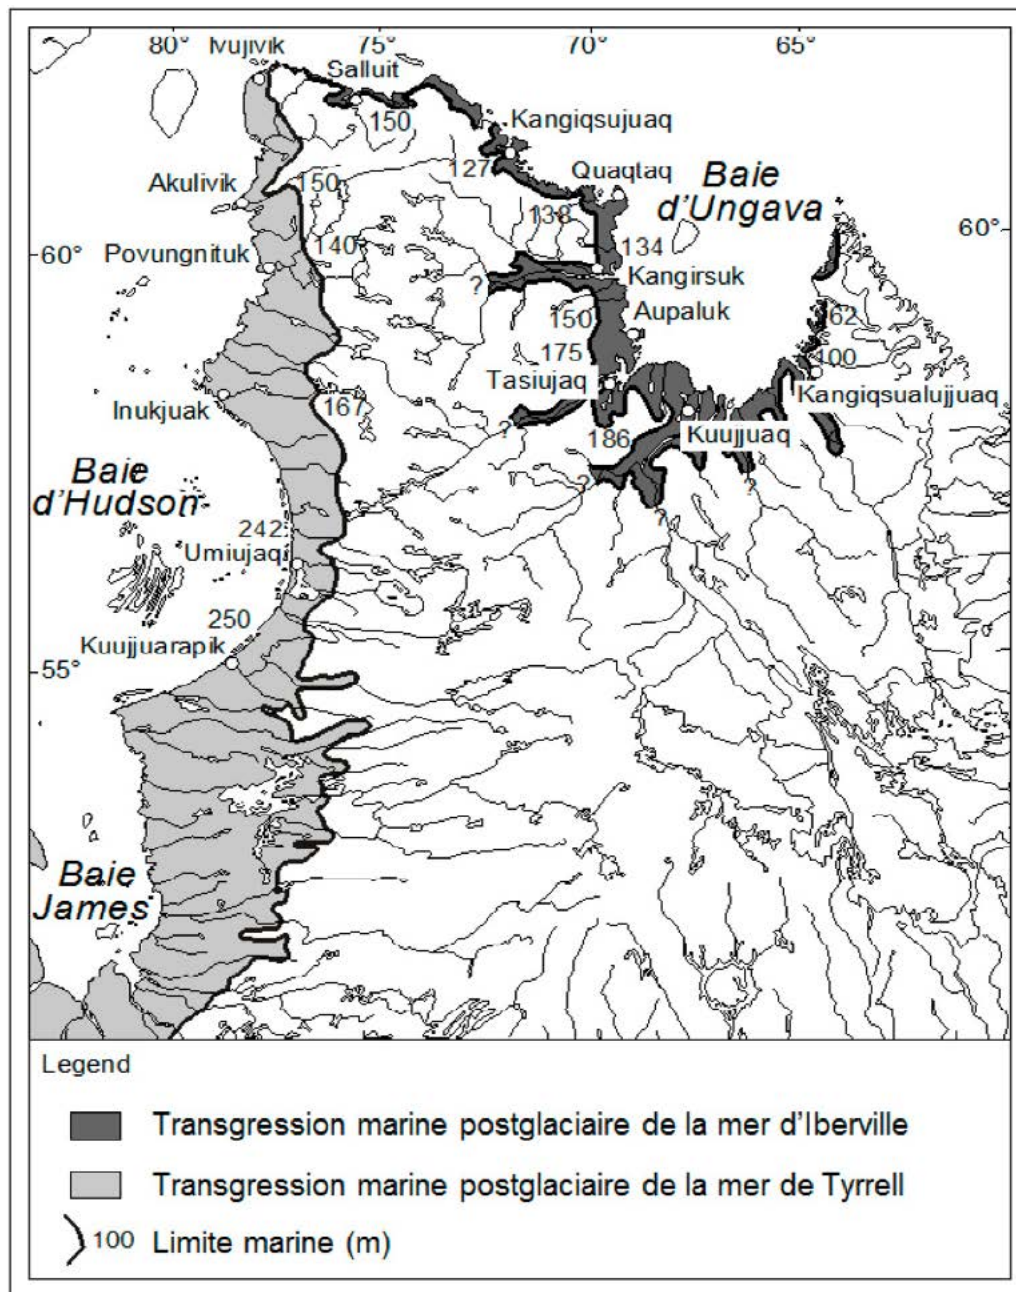 80° 75° 70° 65°
Ivujivik
Salluit
150
Kangiqsujuaq
127
Quaqtaq
Baie
d'Ungava
Akulivik
150
138
60°
Povungnituk
140
134
60°
Kangirsuk
?
150
Aupaluk
62
175
100
Tasiujaq
Kangiqsualujjuaq
Inukjuak
167
?
186
Kuujjuaq
Baie
d'Hudson
?
?
?
242
Umiujaq
250
Kuujjuarapik
55°
Baie
James
Legend
Transgression marine postglaciaire de la mer d'Iberville
Transgression marine postglaciaire de la mer de Tyrrell
100 Limite marine (m)